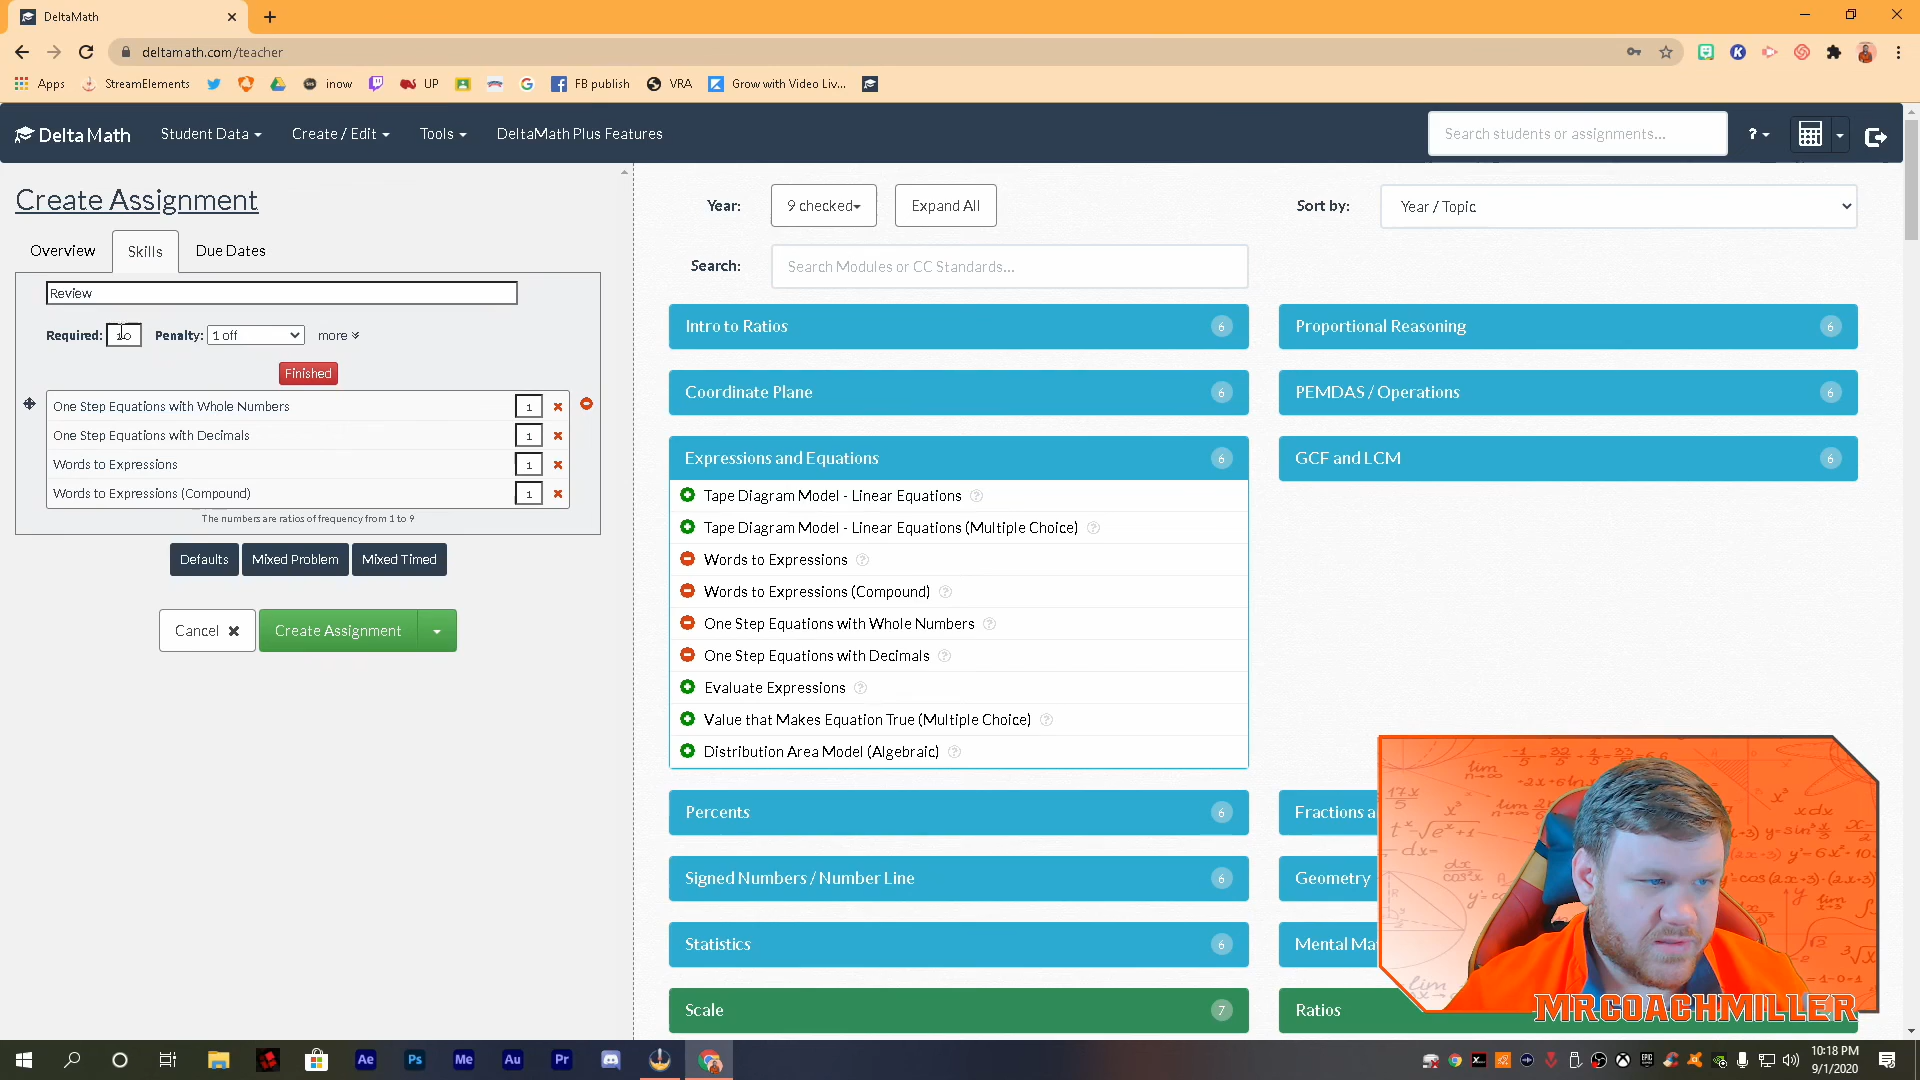 DeltaMath
deltamath.com/teacher
Apps
StreamElements
inow
UP
FB publish
VRA
Grow with Video Liv...
Delta Math
Student Data
Create / Edit
Tools
DeltaMath Plus Features
Search students or assignments...
?
Create Assignment
Overview
Skills
Due Dates
Review
Required: 10
Penalty: 1 off
more
Finished
One Step Equations with Whole Numbers 1
One Step Equations with Decimals 1
Words to Expressions 1
Words to Expressions (Compound) 1
The numbers are ratios of frequency from 1 to 9
Defaults
Mixed Problem
Mixed Timed
Cancel
Create Assignment
Year:
9 checked
Expand All
Sort by:
Year / Topic
Search:
Search Modules or CC Standards...
Intro to Ratios 6
Proportional Reasoning 6
Coordinate Plane 6
PEMDAS / Operations 6
Expressions and Equations 6
GCF and LCM 6
Tape Diagram Model - Linear Equations
Tape Diagram Model - Linear Equations (Multiple Choice)
Words to Expressions
Words to Expressions (Compound)
One Step Equations with Whole Numbers
One Step Equations with Decimals
Evaluate Expressions
Value that Makes Equation True (Multiple Choice)
Distribution Area Model (Algebraic)
Percents 6
Fractions a
Signed Numbers / Number Line 6
Geometry
Statistics 6
Mental Ma
Scale 7
Ratios
MRCOACHMILLER
Ae
Ps
Me
Au
Pr
10:18 PM
9/1/2020